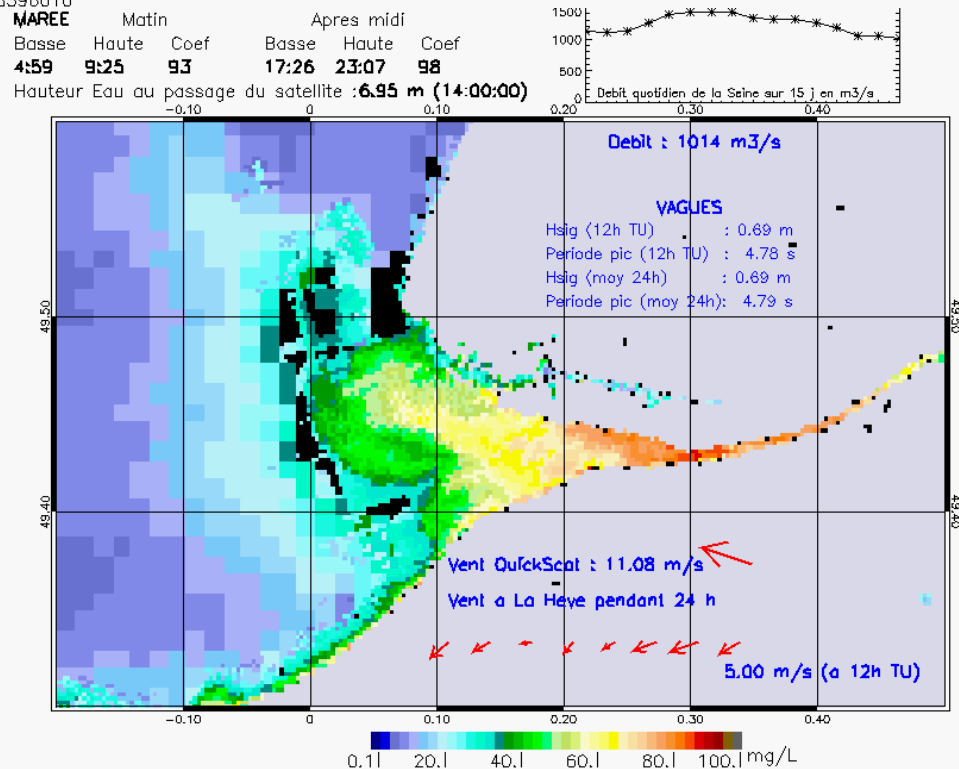 MAREE Matin Apres midi
Basse Haute Coef Basse Haute Coef
4:59 9:25 93 17:26 23:07 98
Hauteur Eau au passage du satellite :6.95 m (14:00:00)
1500
1000
500
0
Debit quotidien de la Seine sur 15 j en m3/s
-0.10 0 0.10 0.20 0.30 0.40
Debit : 1014 m3/s
VAGUES
Hsig (12h TU) : 0.69 m
Periode pic (12h TU) : 4.78 s
Hsig (moy 24h) : 0.69 m
Periode pic (moy 24h): 4.79 s
49.50 49.50
49.40 49.40
Vent QuickScat : 11.08 m/s
Vent a La Heve pendant 24 h
5.00 m/s (a 12h TU)
-0.10 0 0.10 0.20 0.30 0.40
0.1 20. 40. 60. 80. 100. mg/L